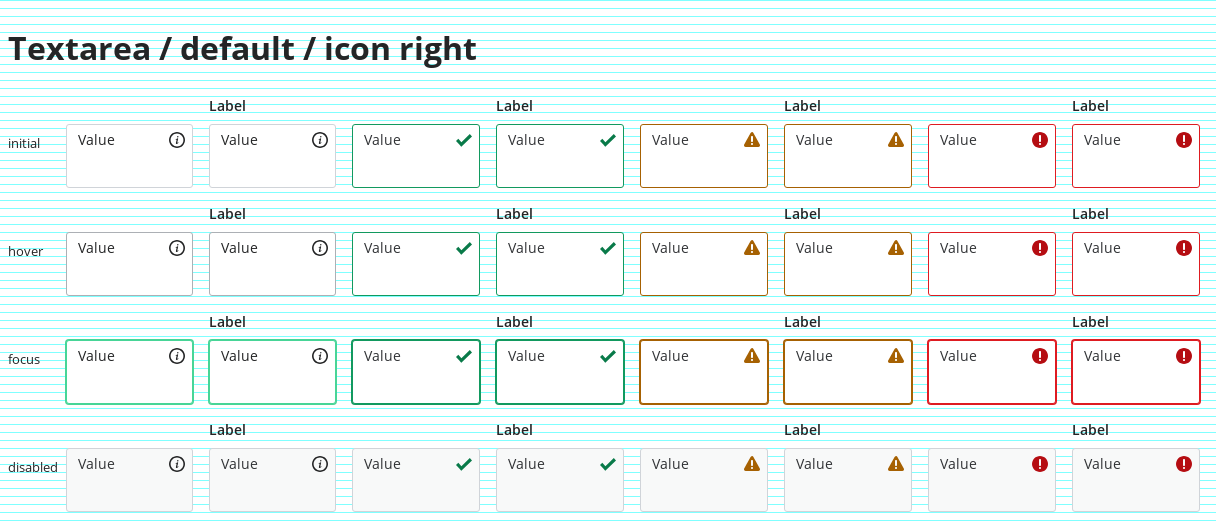 Textarea / default / icon right
Label Label Label Label
initial Value Value Value Value Value Value Value Value
Label Label Label Label
hover Value Value Value Value Value Value Value Value
Label Label Label Label
focus Value Value Value Value Value Value Value Value
Label Label Label Label
disabled Value Value Value Value Value Value Value Value